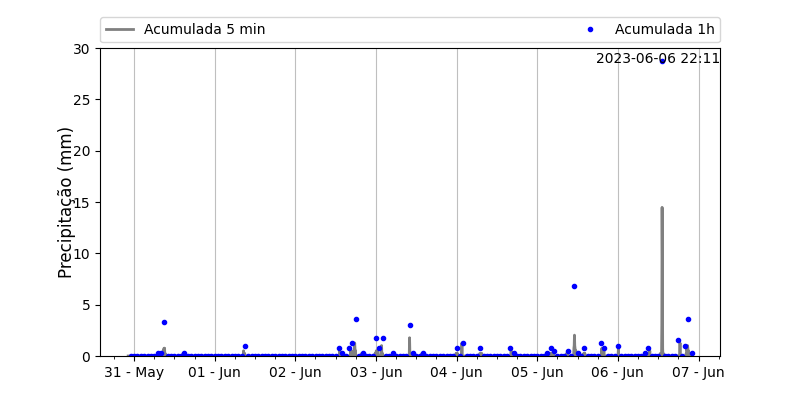 Acumulada 5 min
Acumulada 1h
2023-06-06 22:11
Precipitação (mm)
30
25
20
15
10
5
0
31 - May 01 - Jun 02 - Jun 03 - Jun 04 - Jun 05 - Jun 06 - Jun 07 - Jun